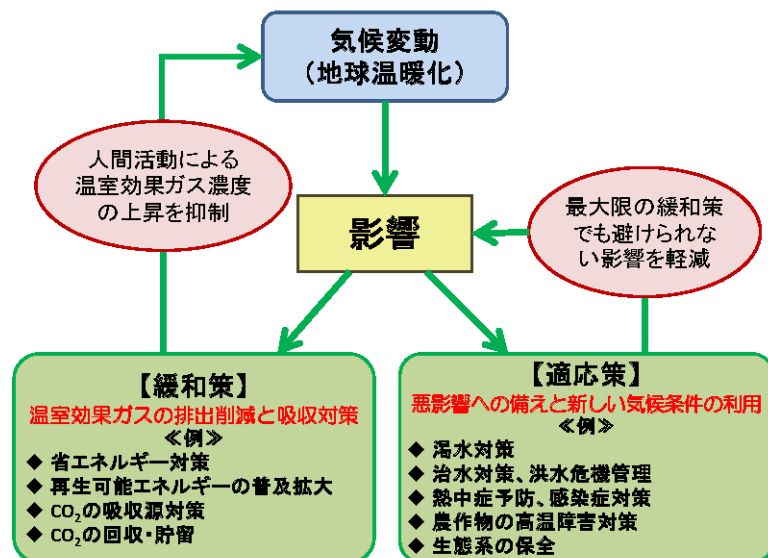 気候変動
（地球温暖化）
人間活動による
温室効果ガス濃度
の上昇を抑制
影響
最大限の緩和策
でも避けられな
い影響を軽減
【緩和策】
温室効果ガスの排出削減と吸収対策
≪例≫
◆ 省エネルギー対策
◆ 再生可能エネルギーの普及拡大
◆ CO₂の吸収源対策
◆ CO₂の回収・貯留
【適応策】
悪影響への備えと新しい気候条件の利用
≪例≫
◆ 渇水対策
◆ 治水対策、洪水危機管理
◆ 熱中症予防、感染症対策
◆ 農作物の高温障害対策
◆ 生態系の保全